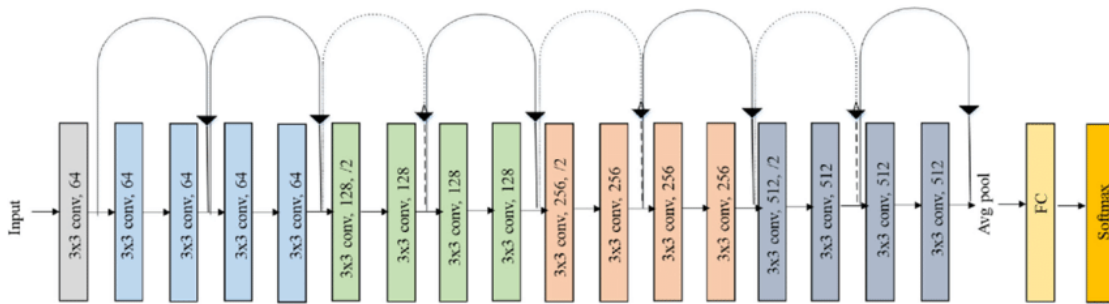 Input
3x3 conv, 64
3x3 conv, 64
3x3 conv, 64
3x3 conv, 64
3x3 conv, 64
3x3 conv, 128, /2
3x3 conv, 128
3x3 conv, 128
3x3 conv, 128
3x3 conv, 256, /2
3x3 conv, 256
3x3 conv, 256
3x3 conv, 256
3x3 conv, 512, /2
3x3 conv, 512
3x3 conv, 512
3x3 conv, 512
Avg pool
FC
Softmax